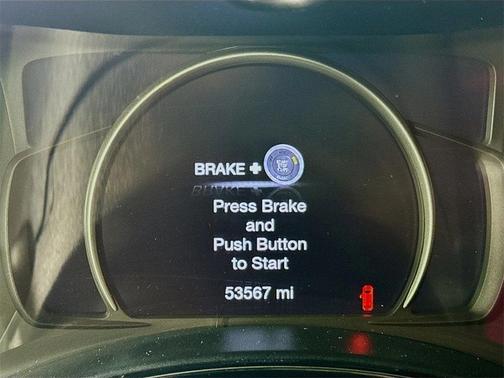 BRAKE +
Press Brake
and
Push Button
to Start
53567 mi